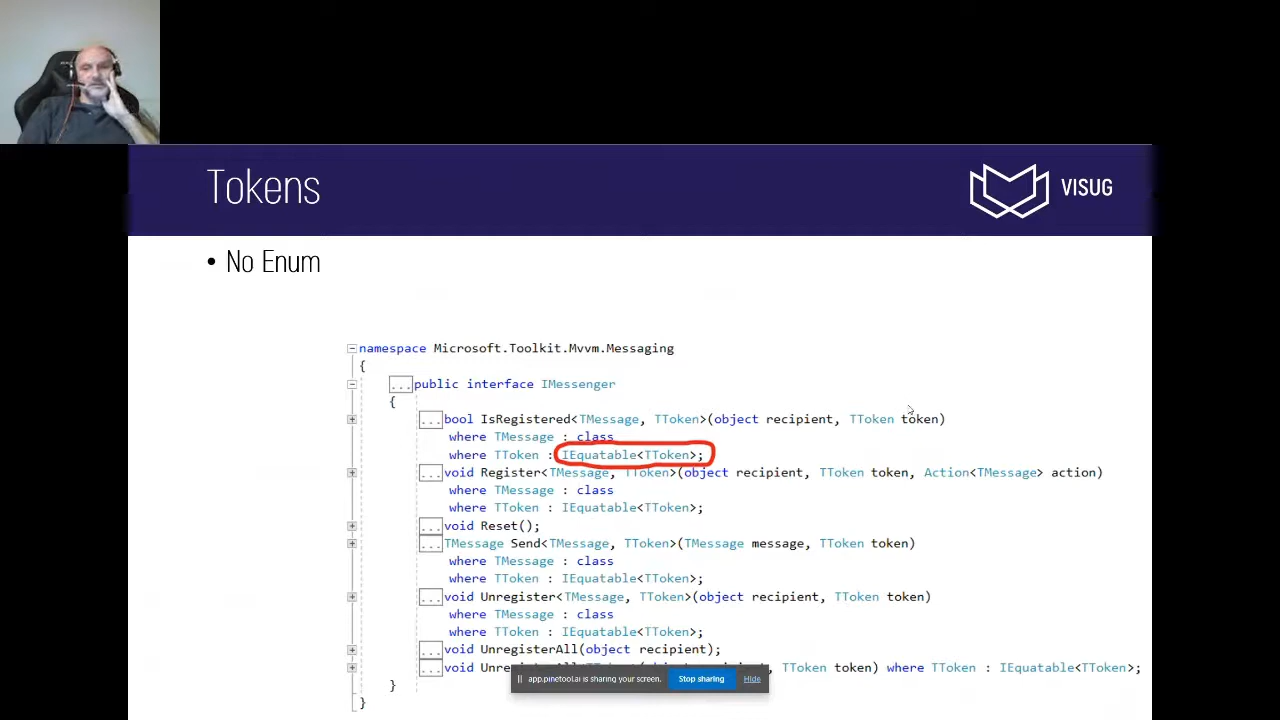 Tokens
VISUG
• No Enum
namespace Microsoft.Toolkit.Mvvm.Messaging
{
...public interface IMessenger
{
...bool IsRegistered<TMessage, TToken>(object recipient, TToken token)
where TMessage : class
where TToken : IEquatable<TToken>;
...void Register<TMessage, TToken>(object recipient, TToken token, Action<TMessage> action)
where TMessage : class
where TToken : IEquatable<TToken>;
...void Reset();
...TMessage Send<TMessage, TToken>(TMessage message, TToken token)
where TMessage : class
where TToken : IEquatable<TToken>;
...void Unregister<TMessage, TToken>(object recipient, TToken token)
where TMessage : class
where TToken : IEquatable<TToken>;
...void UnregisterAll(object recipient);
...void TToken token) where TToken : IEquatable<TToken>;
app.pinetool.ai is sharing your screen.
Stop sharing
Hide
}
}